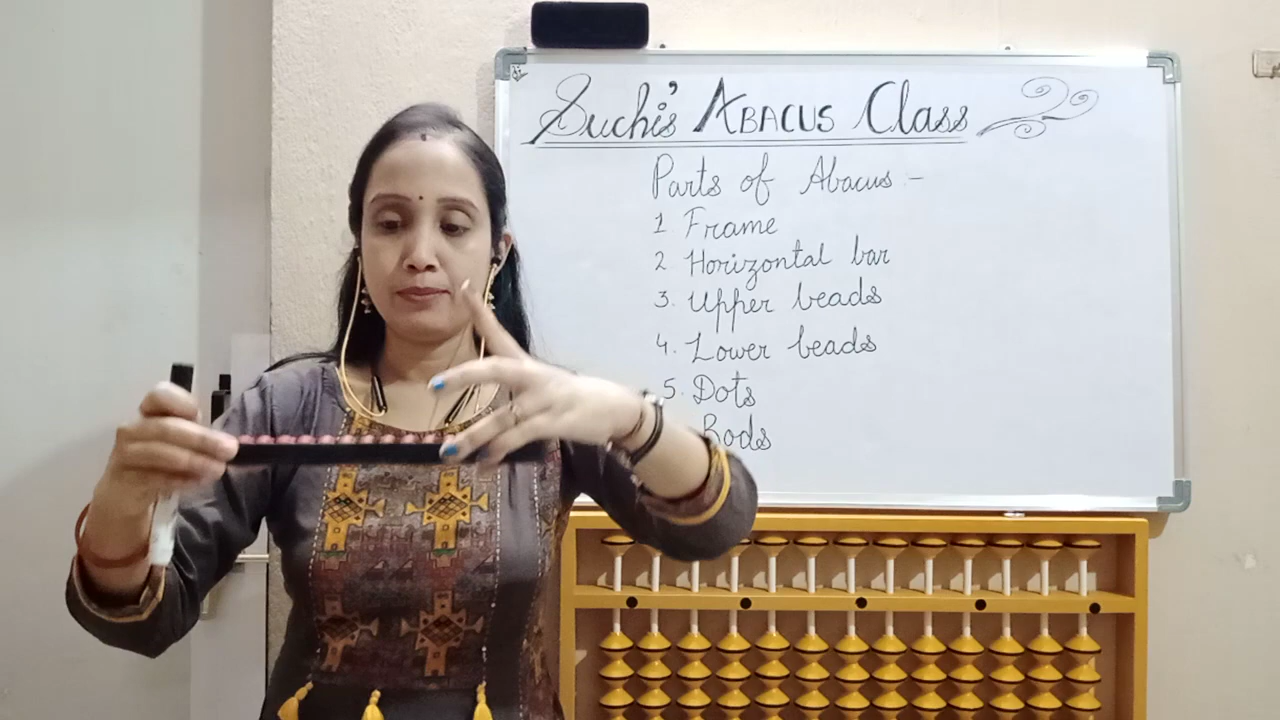 Suchi's ABACUS Class
Parts of Abacus :-
1. Frame
2 Horizontal bar
3. Upper beads
4. Lower beads
5. Dots
Rods